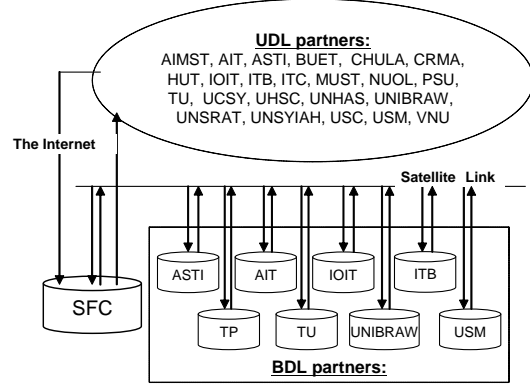 UDL partners:
AIMST, AIT, ASTI, BUET, CHULA, CRMA,
HUT, IOIT, ITB, ITC, MUST, NUOL, PSU,
TU, UCSY, UHSC, UNHAS, UNIBRAW,
UNSRAT, UNSYIAH, USC, USM, VNU
The Internet
Satellite Link
ASTI
AIT
IOIT
ITB
SFC
TP
TU
UNIBRAW
USM
BDL partners: